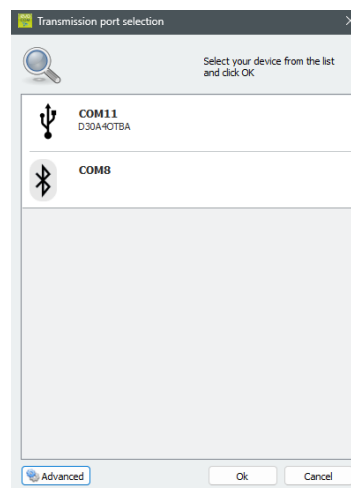 Transmission port selection
Select your device from the list
and click OK
COM11
D30A4OTBA
COM8
Advanced
Ok
Cancel